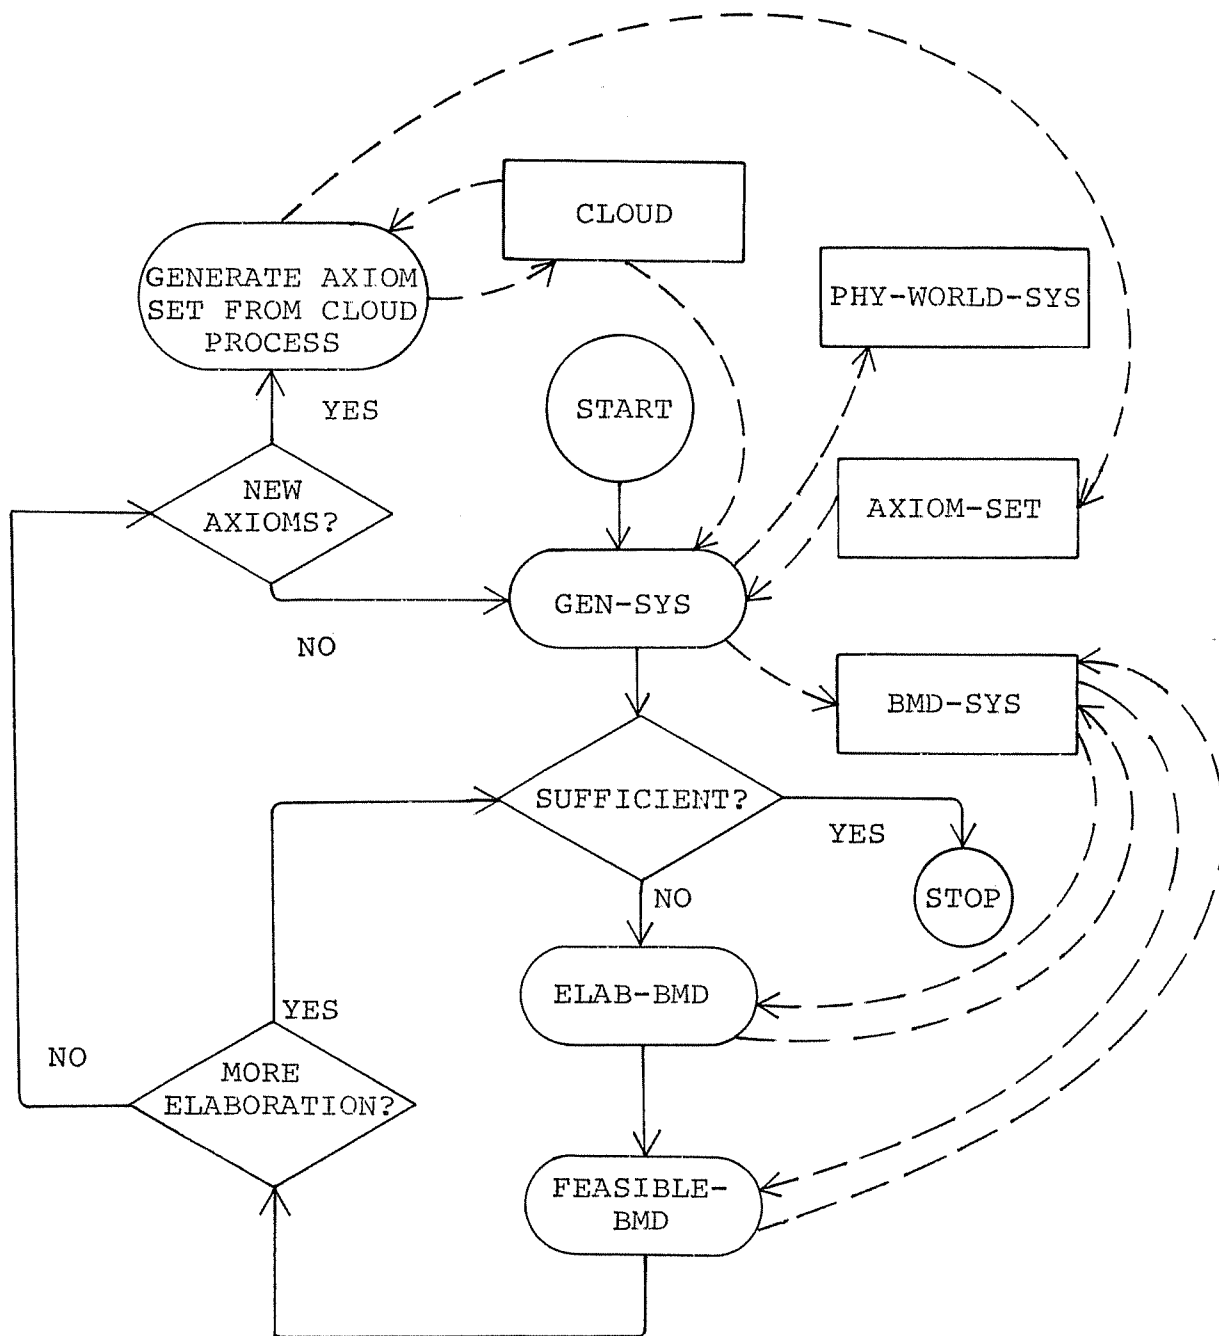 CLOUD
GENERATE AXIOM
SET FROM CLOUD
PROCESS
PHY-WORLD-SYS
YES
START
NEW
AXIOMS?
AXIOM-SET
GEN-SYS
NO
BMD-SYS
SUFFICIENT?
YES
NO
STOP
ELAB-BMD
YES
NO
MORE
ELABORATION?
FEASIBLE-
BMD